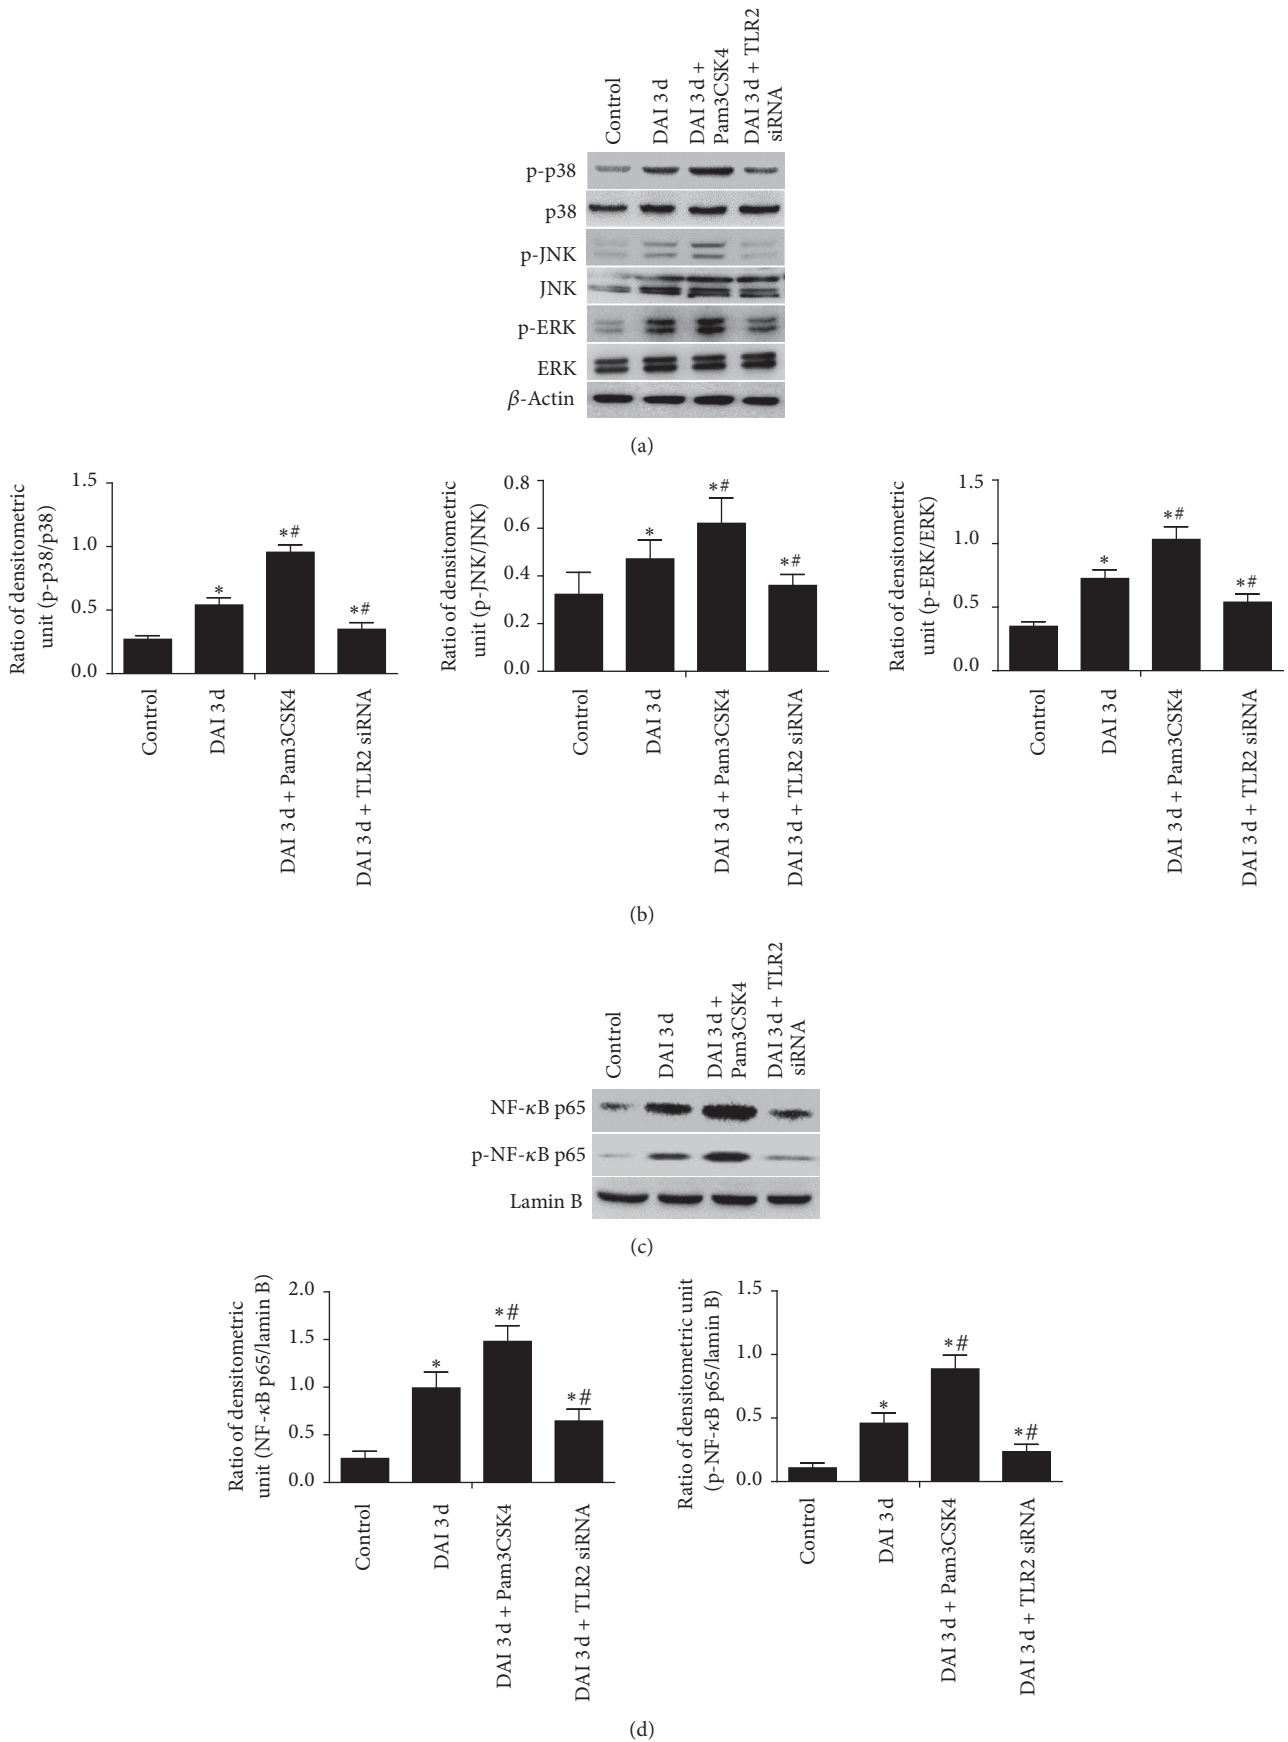 Control
DAI 3 d
DAI 3 d +
Pam3CSK4
DAI 3 d + TLR2
siRNA
p-p38
p38
p-JNK
JNK
p-ERK
ERK
β-Actin
(a)
Ratio of densitometric
unit (p-p38/p38)
1.5
1.0
0.5
0.0
*
*#
*#
Control
DAI 3 d
DAI 3 d + Pam3CSK4
DAI 3 d + TLR2 siRNA
Ratio of densitometric
unit (p-JNK/JNK)
0.8
0.6
0.4
0.2
0.0
*
*#
*#
Control
DAI 3 d
DAI 3 d + Pam3CSK4
DAI 3 d + TLR2 siRNA
Ratio of densitometric
unit (p-ERK/ERK)
1.5
1.0
0.5
0.0
*
*#
*#
Control
DAI 3 d
DAI 3 d + Pam3CSK4
DAI 3 d + TLR2 siRNA
(b)
Control
DAI 3 d
DAI 3 d +
Pam3CSK4
DAI 3 d + TLR2
siRNA
NF-κB p65
p-NF-κB p65
Lamin B
(c)
Ratio of densitometric
unit (NF-κB p65/lamin B)
2.0
1.5
1.0
0.5
0.0
*
*#
*#
Control
DAI 3 d
DAI 3 d + Pam3CSK4
DAI 3 d + TLR2 siRNA
Ratio of densitometric unit
(p-NF-κB p65/lamin B)
1.5
1.0
0.5
0.0
*
*#
*#
Control
DAI 3 d
DAI 3 d + Pam3CSK4
DAI 3 d + TLR2 siRNA
(d)